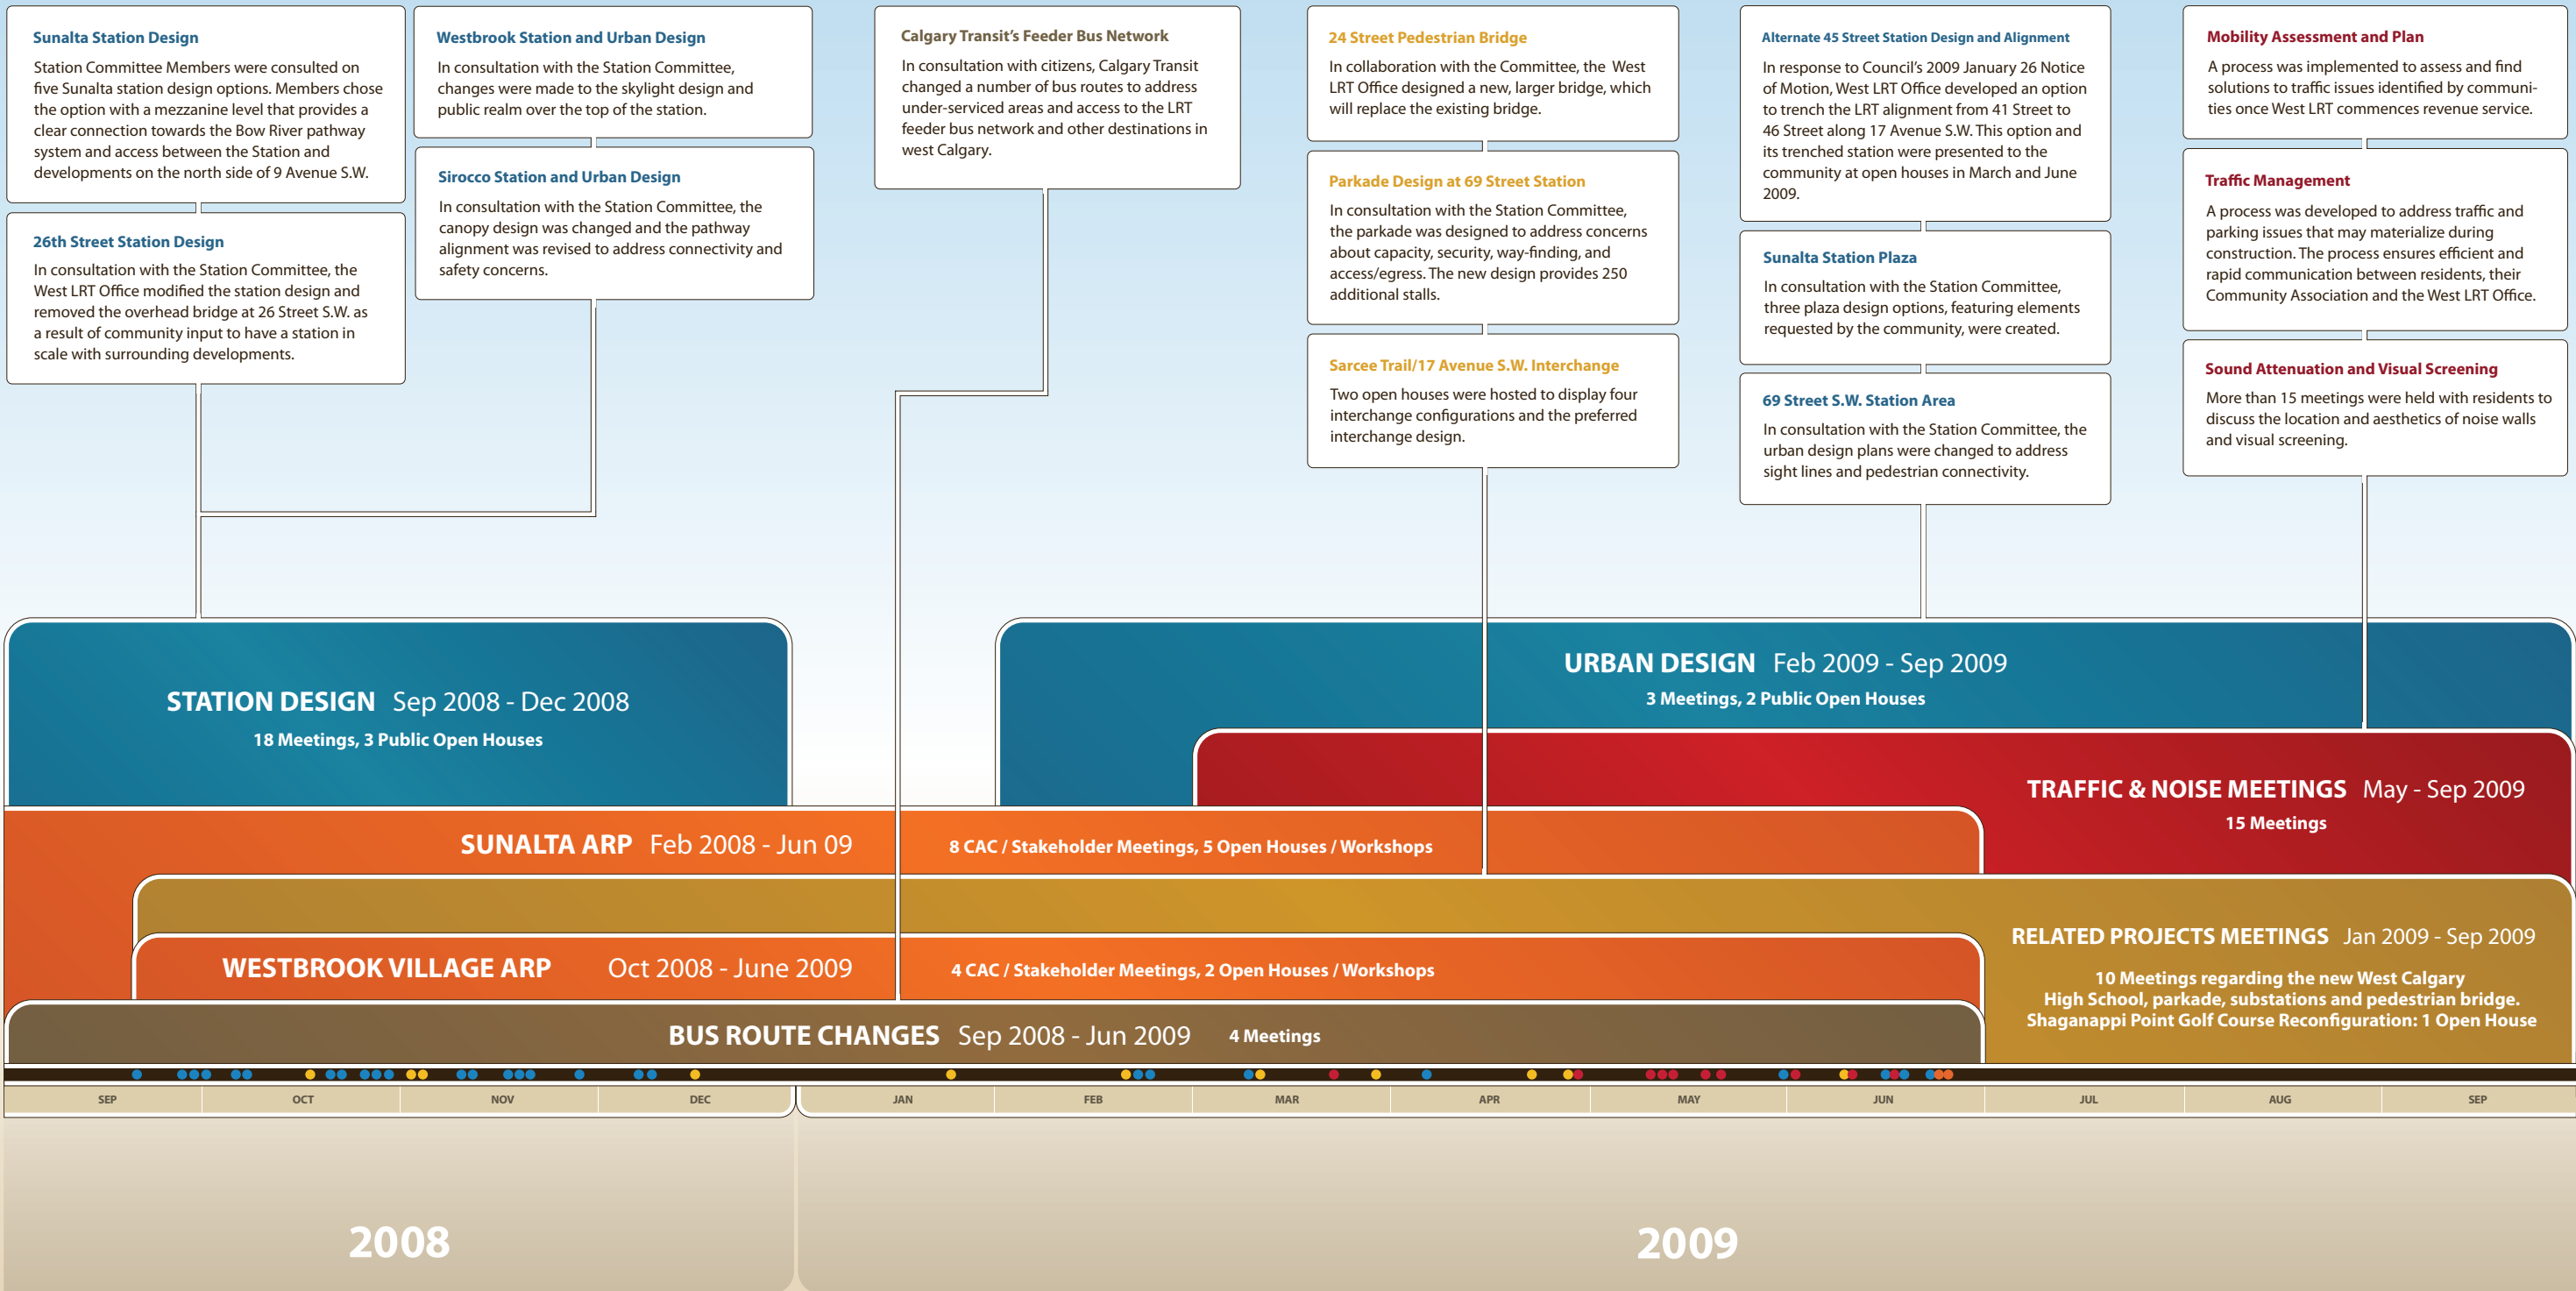 Sunalta Station Design
Station Committee Members were consulted on
five Sunalta station design options. Members chose
the option with a mezzanine level that provides a
clear connection towards the Bow River pathway
system and access between the Station and
developments on the north side of 9 Avenue S.W.
26th Street Station Design
In consultation with the Station Committee, the
West LRT Office modified the station design and
removed the overhead bridge at 26 Street S.W. as
a result of community input to have a station in
scale with surrounding developments.
Westbrook Station and Urban Design
In consultation with the Station Committee,
changes were made to the skylight design and
public realm over the top of the station.
Sirocco Station and Urban Design
In consultation with the Station Committee, the
canopy design was changed and the pathway
alignment was revised to address connectivity and
safety concerns.
Calgary Transit's Feeder Bus Network
In consultation with citizens, Calgary Transit
changed a number of bus routes to address
under-serviced areas and access to the LRT
feeder bus network and other destinations in
west Calgary.
24 Street Pedestrian Bridge
In collaboration with the Committee, the West
LRT Office designed a new, larger bridge, which
will replace the existing bridge.
Parkade Design at 69 Street Station
In consultation with the Station Committee,
the parkade was designed to address concerns
about capacity, security, way-finding, and
access/egress. The new design provides 250
additional stalls.
Sarcee Trail/17 Avenue S.W. Interchange
Two open houses were hosted to display four
interchange configurations and the preferred
interchange design.
Alternate 45 Street Station Design and Alignment
In response to Council's 2009 January 26 Notice
of Motion, West LRT Office developed an option
to trench the LRT alignment from 41 Street to
46 Street along 17 Avenue S.W. This option and
its trenched station were presented to the
community at open houses in March and June
2009.
Sunalta Station Plaza
In consultation with the Station Committee,
three plaza design options, featuring elements
requested by the community, were created.
69 Street S.W. Station Area
In consultation with the Station Committee, the
urban design plans were changed to address
sight lines and pedestrian connectivity.
Mobility Assessment and Plan
A process was implemented to assess and find
solutions to traffic issues identified by communi-
ties once West LRT commences revenue service.
Traffic Management
A process was developed to address traffic and
parking issues that may materialize during
construction. The process ensures efficient and
rapid communication between residents, their
Community Association and the West LRT Office.
Sound Attenuation and Visual Screening
More than 15 meetings were held with residents to
discuss the location and aesthetics of noise walls
and visual screening.
STATION DESIGN Sep 2008 - Dec 2008
18 Meetings, 3 Public Open Houses
URBAN DESIGN Feb 2009 - Sep 2009
3 Meetings, 2 Public Open Houses
TRAFFIC & NOISE MEETINGS May - Sep 2009
15 Meetings
SUNALTA ARP Feb 2008 - Jun 09 8 CAC / Stakeholder Meetings, 5 Open Houses / Workshops
RELATED PROJECTS MEETINGS Jan 2009 - Sep 2009
10 Meetings regarding the new West Calgary
High School, parkade, substations and pedestrian bridge.
Shaganappi Point Golf Course Reconfiguration: 1 Open House
WESTBROOK VILLAGE ARP Oct 2008 - June 2009 4 CAC / Stakeholder Meetings, 2 Open Houses / Workshops
BUS ROUTE CHANGES Sep 2008 - Jun 2009 4 Meetings
SEP OCT NOV DEC JAN FEB MAR APR MAY JUN JUL AUG SEP
2008 2009